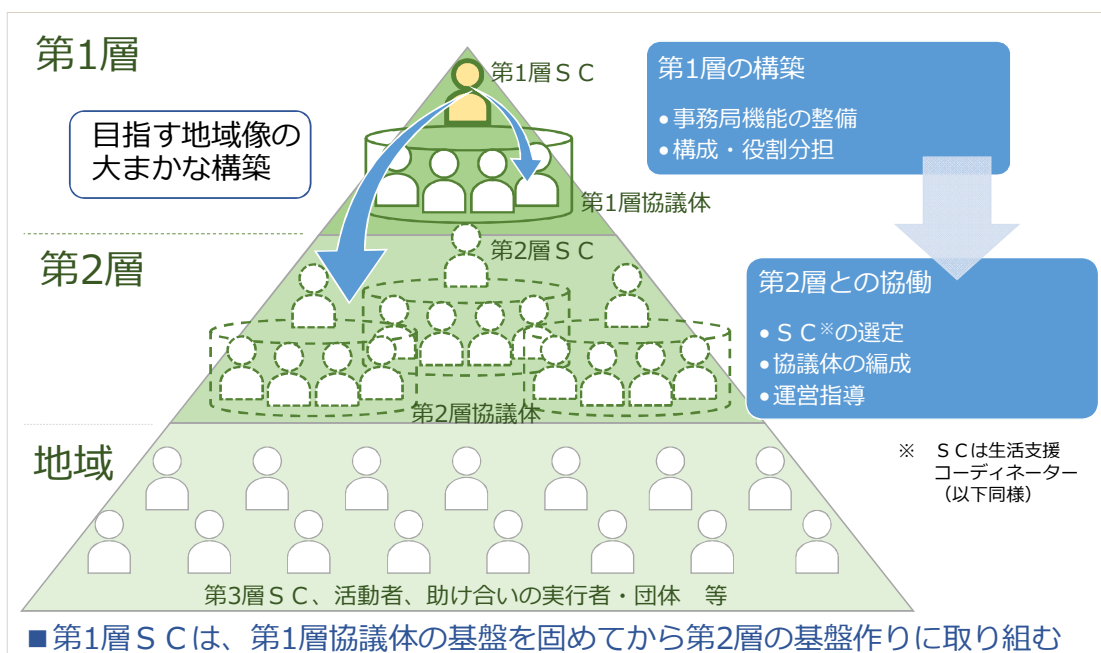 第1層
第1層ＳＣ
目指す地域像の
大まかな構築
第1層協議体
第1層の構築
•事務局機能の整備
•構成・役割分担
第2層
第2層ＳＣ
第2層協議体
第2層との協働
•ＳＣ※の選定
•協議体の編成
•運営指導
※　ＳＣは生活支援
コーディネーター
（以下同様）
地域
第3層ＳＣ、活動者、助け合いの実行者・団体　等
■第1層ＳＣは、第1層協議体の基盤を固めてから第2層の基盤作りに取り組む